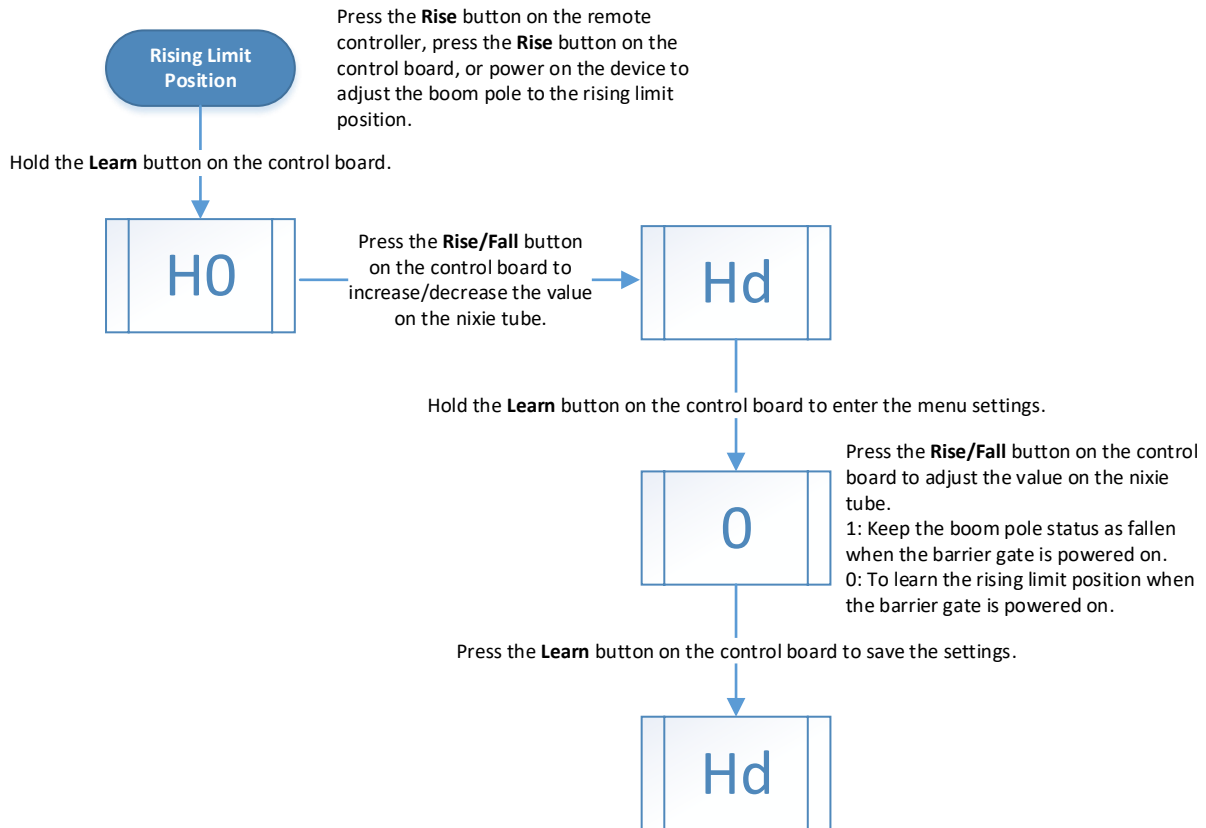 Press the Rise button on the remote
controller, press the Rise button on the
control board, or power on the device to
adjust the boom pole to the rising limit
position.
Rising Limit
Position
Hold the Learn button on the control board.
H0
Press the Rise/Fall button
on the control board to
increase/decrease the value
on the nixie tube.
Hd
Hold the Learn button on the control board to enter the menu settings.
0
Press the Rise/Fall button on the control
board to adjust the value on the nixie
tube.
1: Keep the boom pole status as fallen
when the barrier gate is powered on.
0: To learn the rising limit position when
the barrier gate is powered on.
Press the Learn button on the control board to save the settings.
Hd